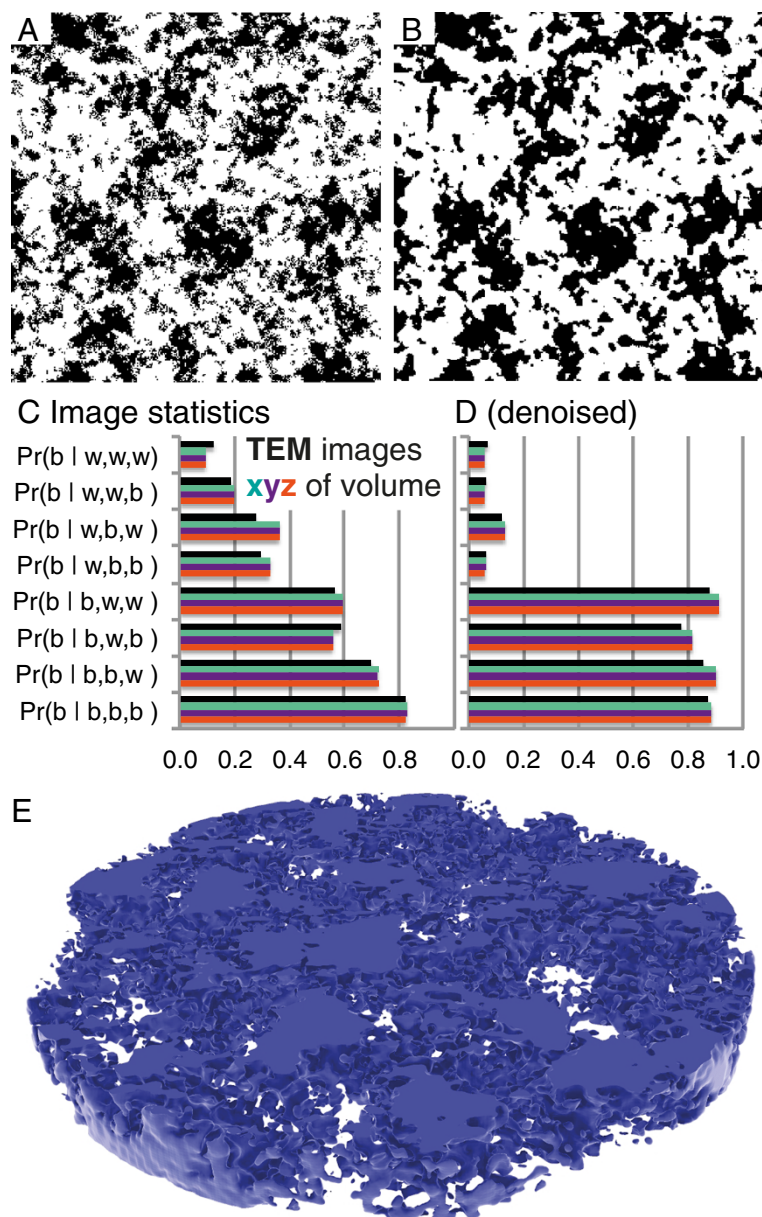 A
B
C Image statistics
D (denoised)
TEM images
xyz of volume
Pr(b | w,w,w)
Pr(b | w,w,b )
Pr(b | w,b,w )
Pr(b | w,b,b )
Pr(b | b,w,w )
Pr(b | b,w,b )
Pr(b | b,b,w )
Pr(b | b,b,b )
0.0 0.2 0.4 0.6 0.8 0.0 0.2 0.4 0.6 0.8 1.0
E